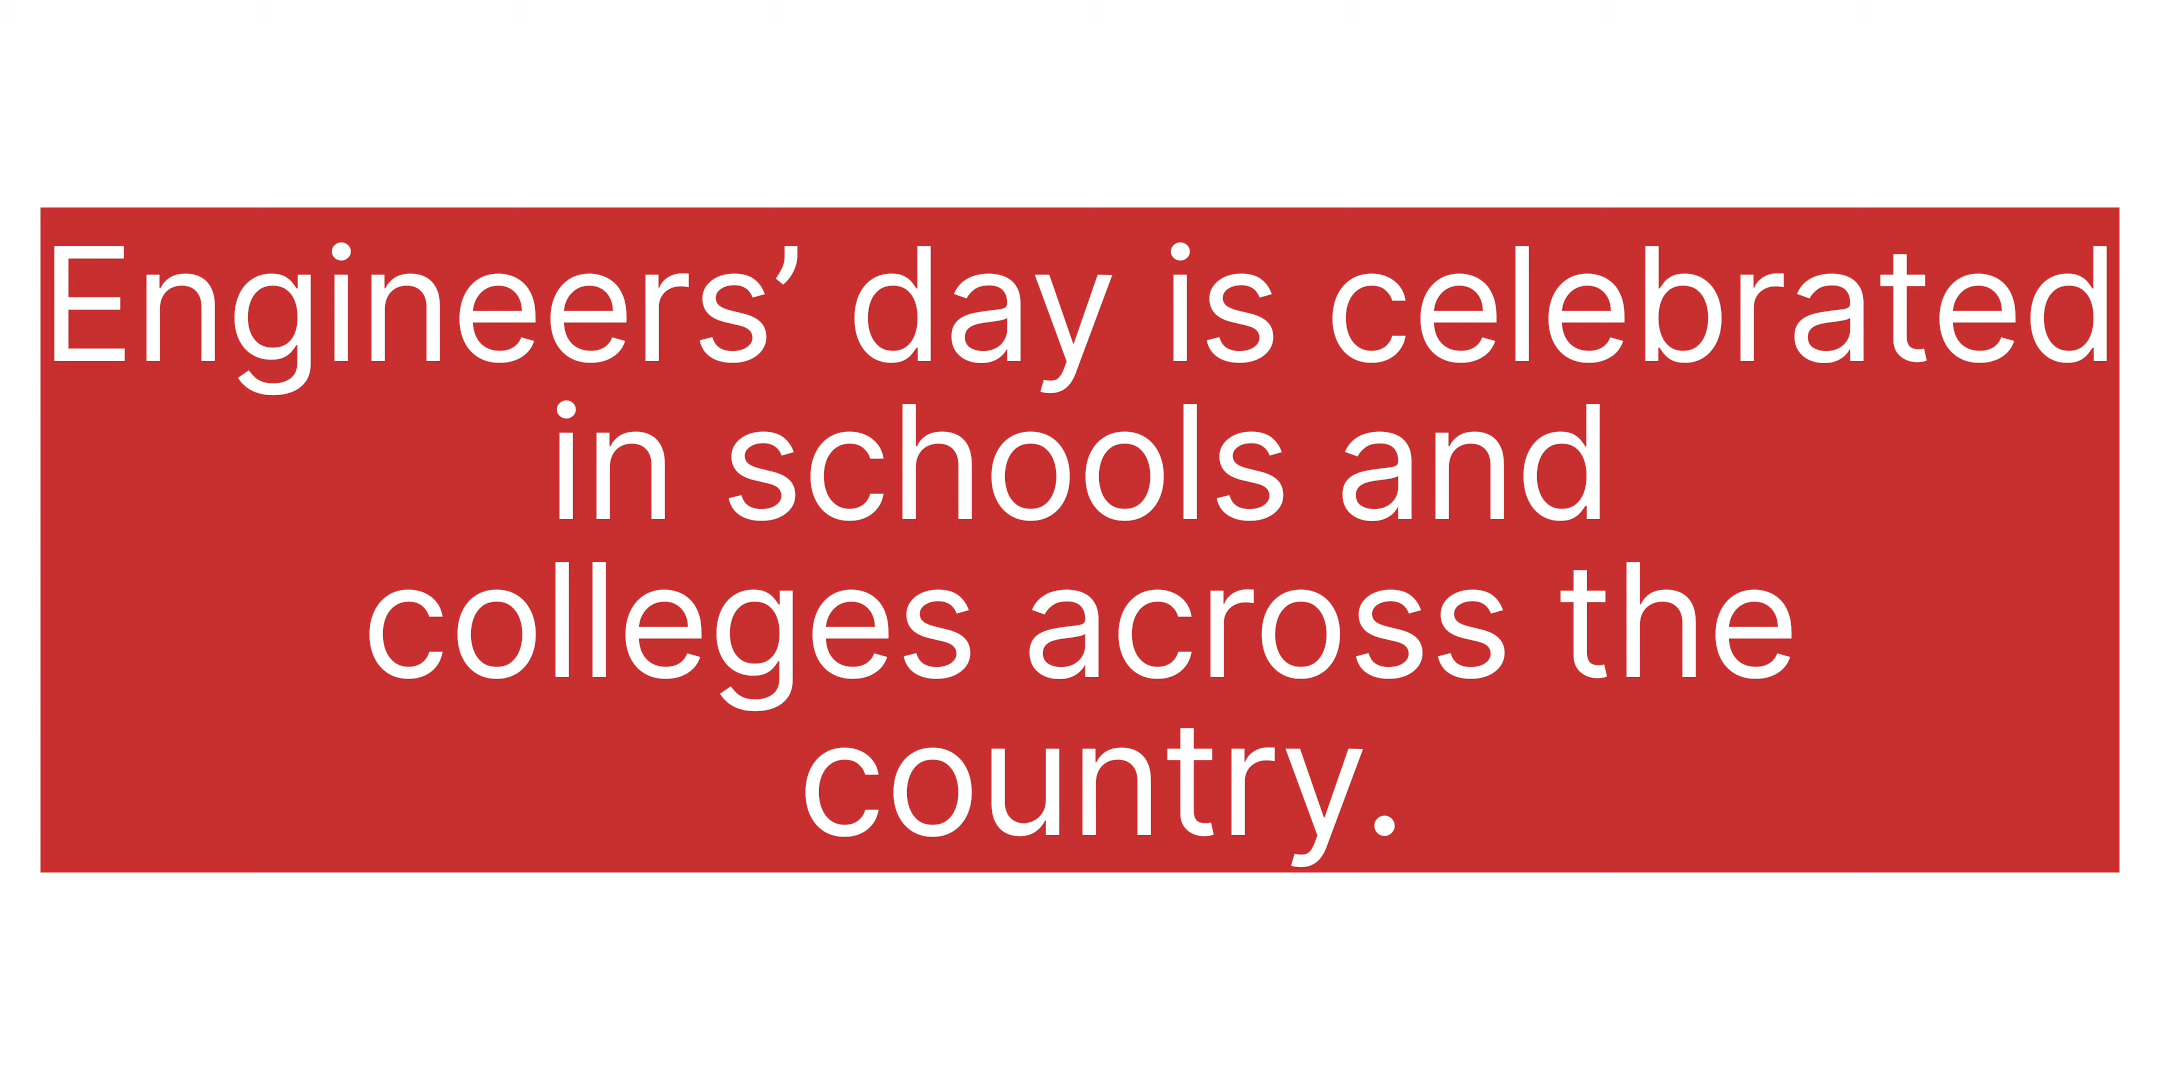 Engineers’ day is celebrated
in schools and
colleges across the
country.